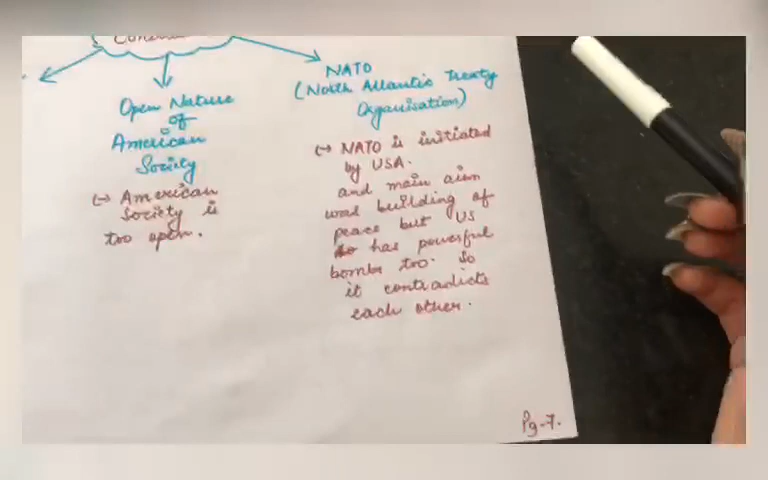 Open Nature
of
American
Society
↳ American
Society is
too open.
NATO
(North Atlantic Treaty
Organisation)
↳ NATO is initiated
by USA.
and main aim
was building of
peace but US
has powerful
bombs too. So
it contradicts
each other.
Pg-7.